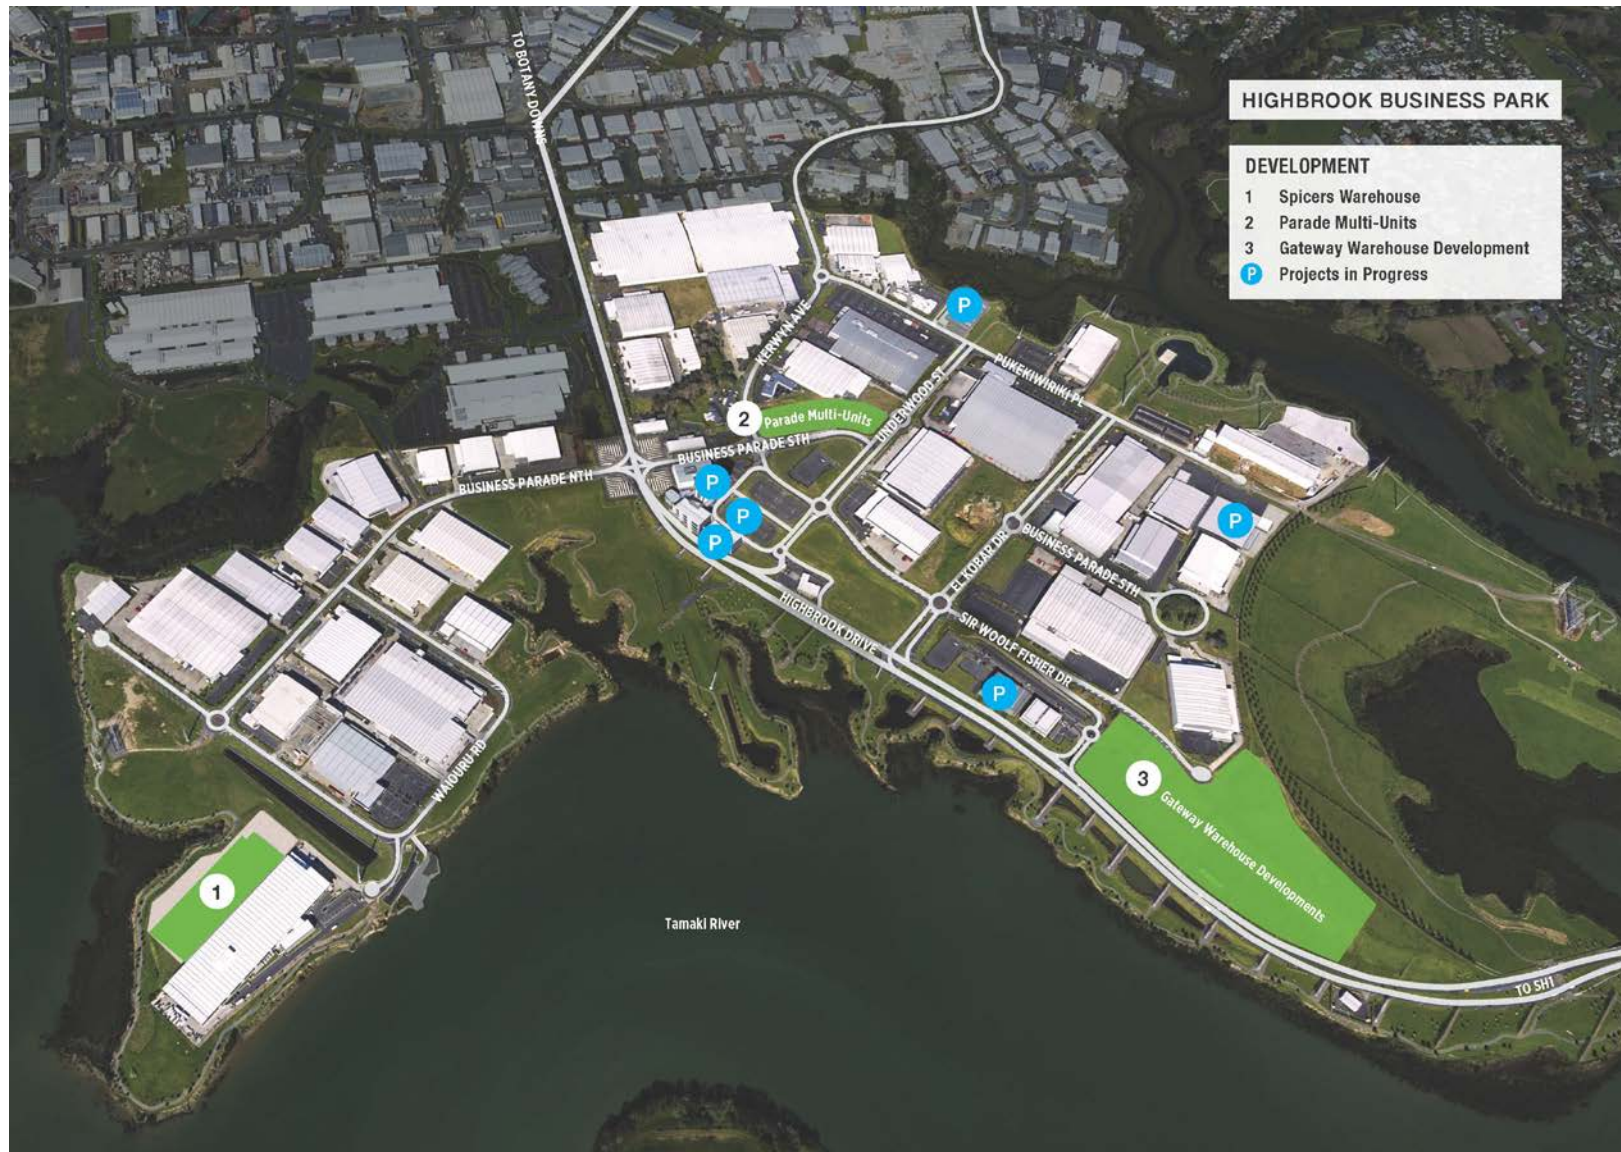 TO BOTANY DOWNS
HIGHBROOK BUSINESS PARK
DEVELOPMENT
1 Spicers Warehouse
2 Parade Multi-Units
3 Gateway Warehouse Development
P Projects in Progress
P
KERWYN AVE
PUKEKIWIRIKI PL
UNDERWOOD ST
2
Parade Multi-Units
BUSINESS PARADE STH
BUSINESS PARADE NTH
P
P
P
P
BUSINESS PARADE STH
EL KOBAR DR
HIGHBROOK DRIVE
SIR WOOLF FISHER DR
P
WAIOURU RD
3
Gateway Warehouse Developments
1
Tamaki River
TO SH1